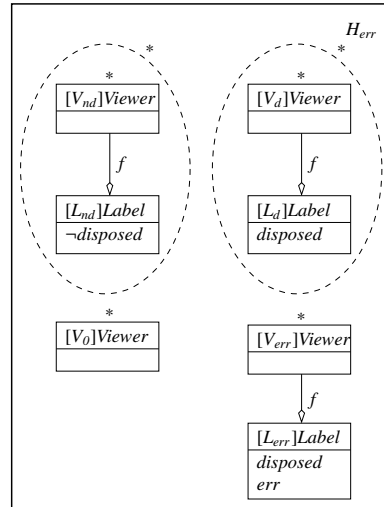 H_err
* *
* *
[V_nd]Viewer [V_d]Viewer
f f
[L_nd]Label [L_d]Label
¬disposed disposed
* *
[V_0]Viewer [V_err]Viewer
f
[L_err]Label
disposed
err